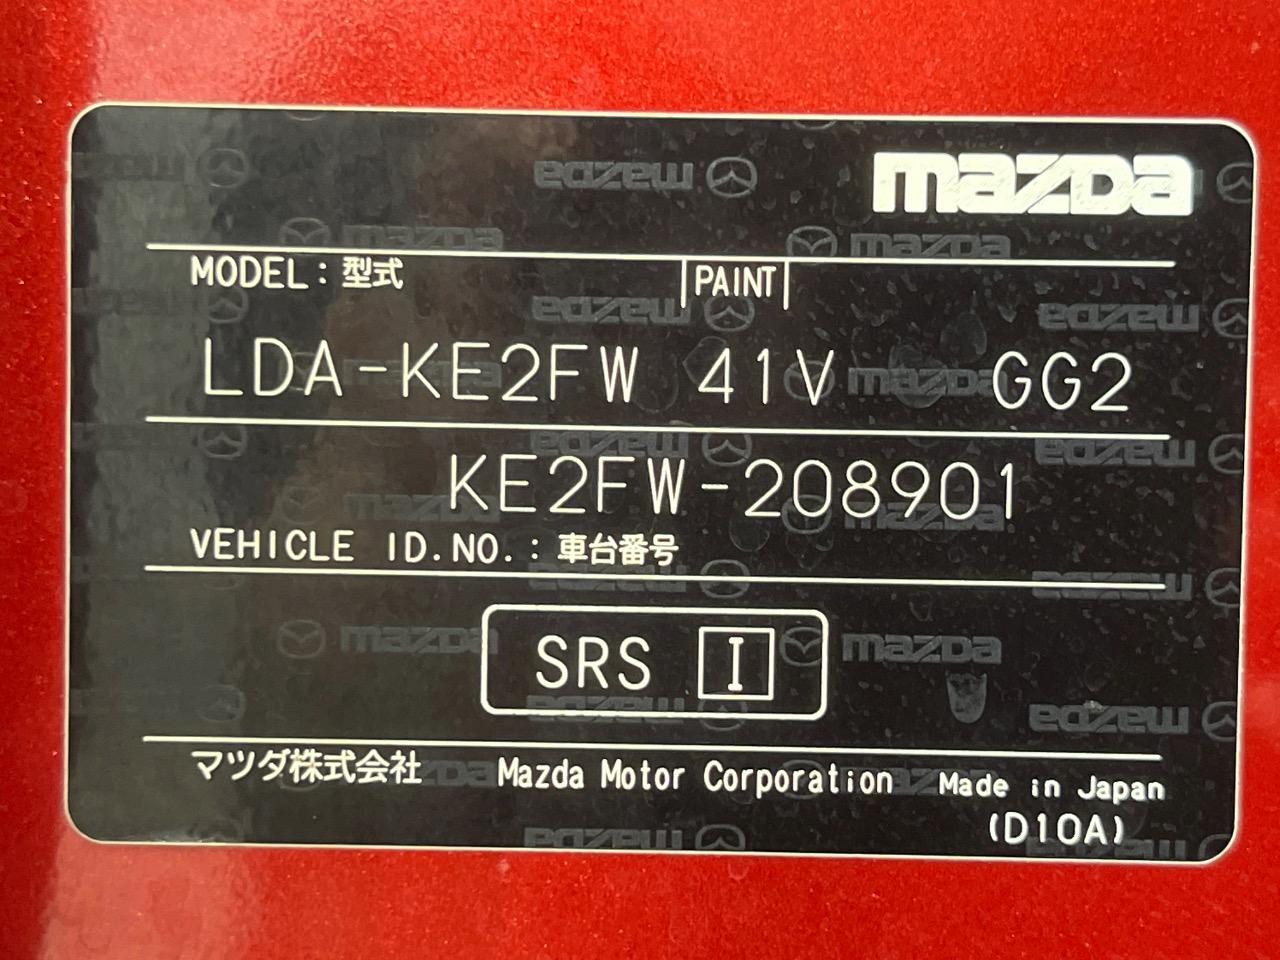 mazda
MODEL : 型式 PAINT
LDA-KE2FW 41V GG2
KE2FW-208901
VEHICLE ID.NO. : 車台番号
SRS I
マツダ株式会社 Mazda Motor Corporation Made in Japan
(D10A)